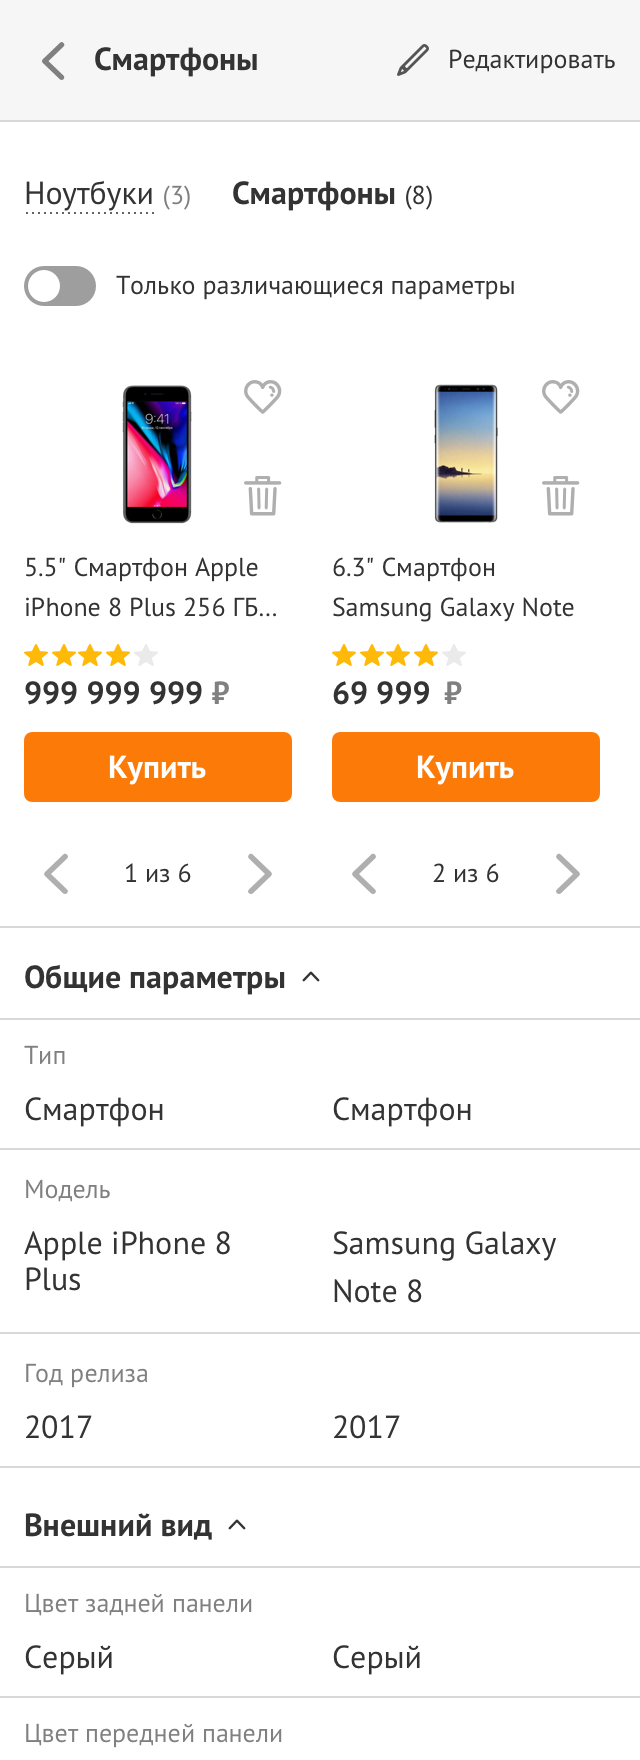 Смартфоны
Редактировать
Ноутбуки (3)
Смартфоны (8)
Только различающиеся параметры
9:41
5.5" Смартфон Apple
iPhone 8 Plus 256 ГБ...
6.3" Смартфон
Samsung Galaxy Note
999 999 999 ₽
69 999 ₽
Купить
Купить
1 из 6
2 из 6
Общие параметры
Тип
Смартфон
Смартфон
Модель
Apple iPhone 8
Plus
Samsung Galaxy
Note 8
Год релиза
2017
2017
Внешний вид
Цвет задней панели
Серый
Серый
Цвет передней панели